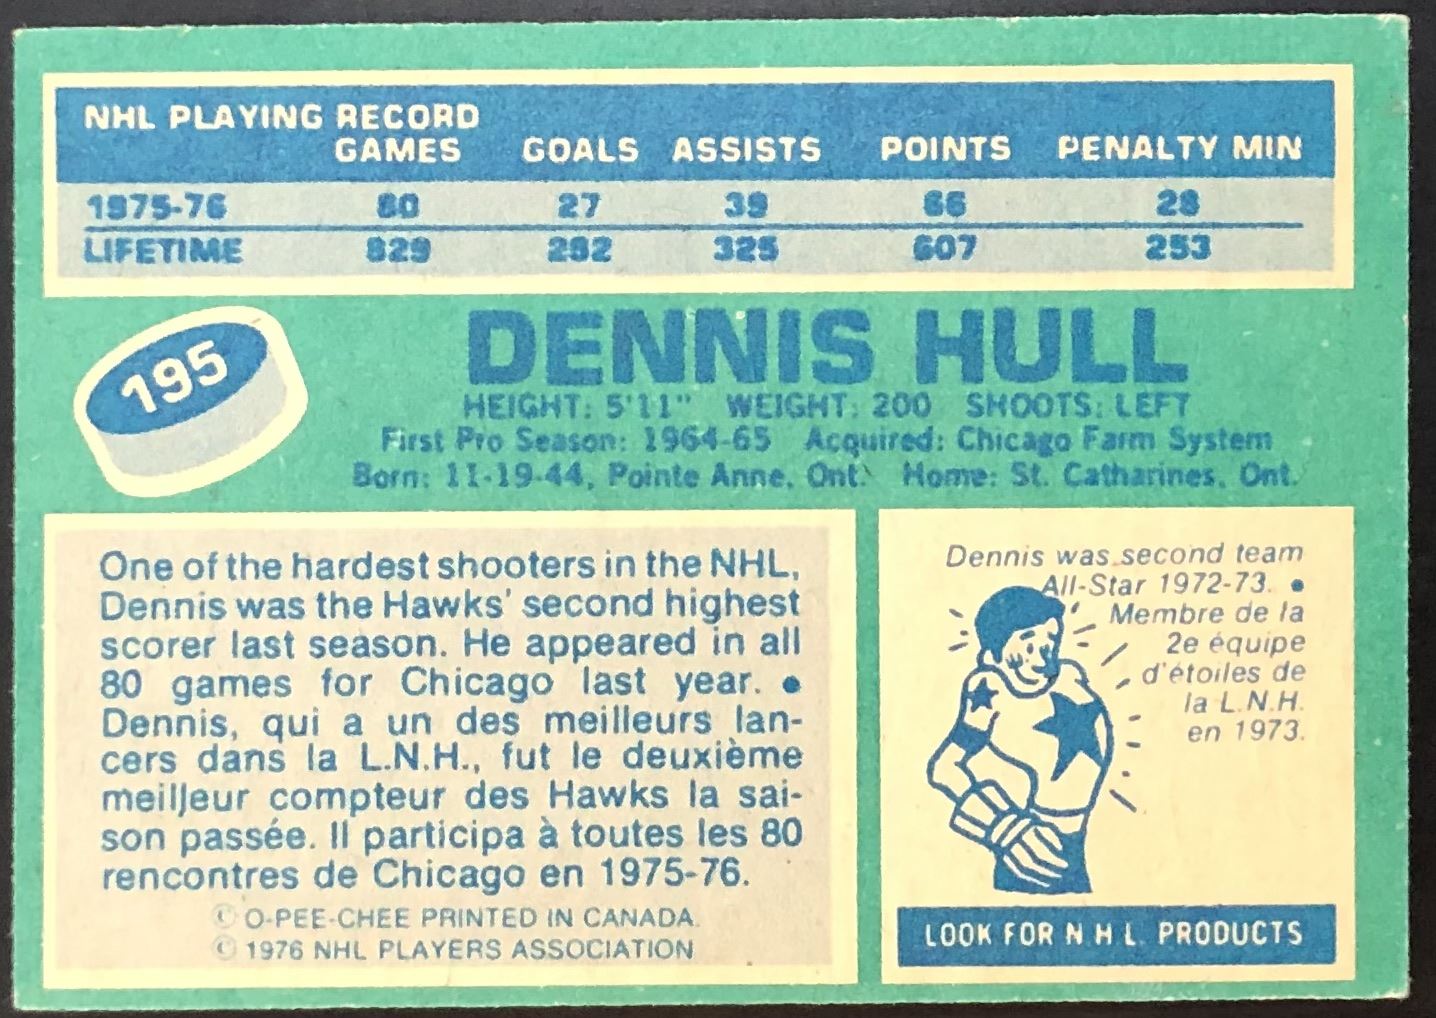 NHL PLAYING RECORD
GAMES GOALS ASSISTS POINTS PENALTY MIN
1975-76 80 27 39 66 28
LIFETIME 829 282 325 607 253
195
DENNIS HULL
HEIGHT: 5'11" WEIGHT: 200 SHOOTS: LEFT
First Pro Season: 1964-65 Acquired: Chicago Farm System
Born: 11-19-44, Pointe Anne, Ont. Home: St. Catharines, Ont.
One of the hardest shooters in the NHL,
Dennis was the Hawks' second highest
scorer last season. He appeared in all
80 games for Chicago last year. •
Dennis, qui a un des meilleurs lan-
cers dans la L.N.H., fut le deuxième
meilleur compteur des Hawks la sai-
son passée. Il participa à toutes les 80
rencontres de Chicago en 1975-76.
© O-PEE-CHEE PRINTED IN CANADA.
© 1976 NHL PLAYERS ASSOCIATION
Dennis was second team
All-Star 1972-73. •
Membre de la
2e équipe
d'étoiles de
la L.N.H.
en 1973.
LOOK FOR N H L PRODUCTS